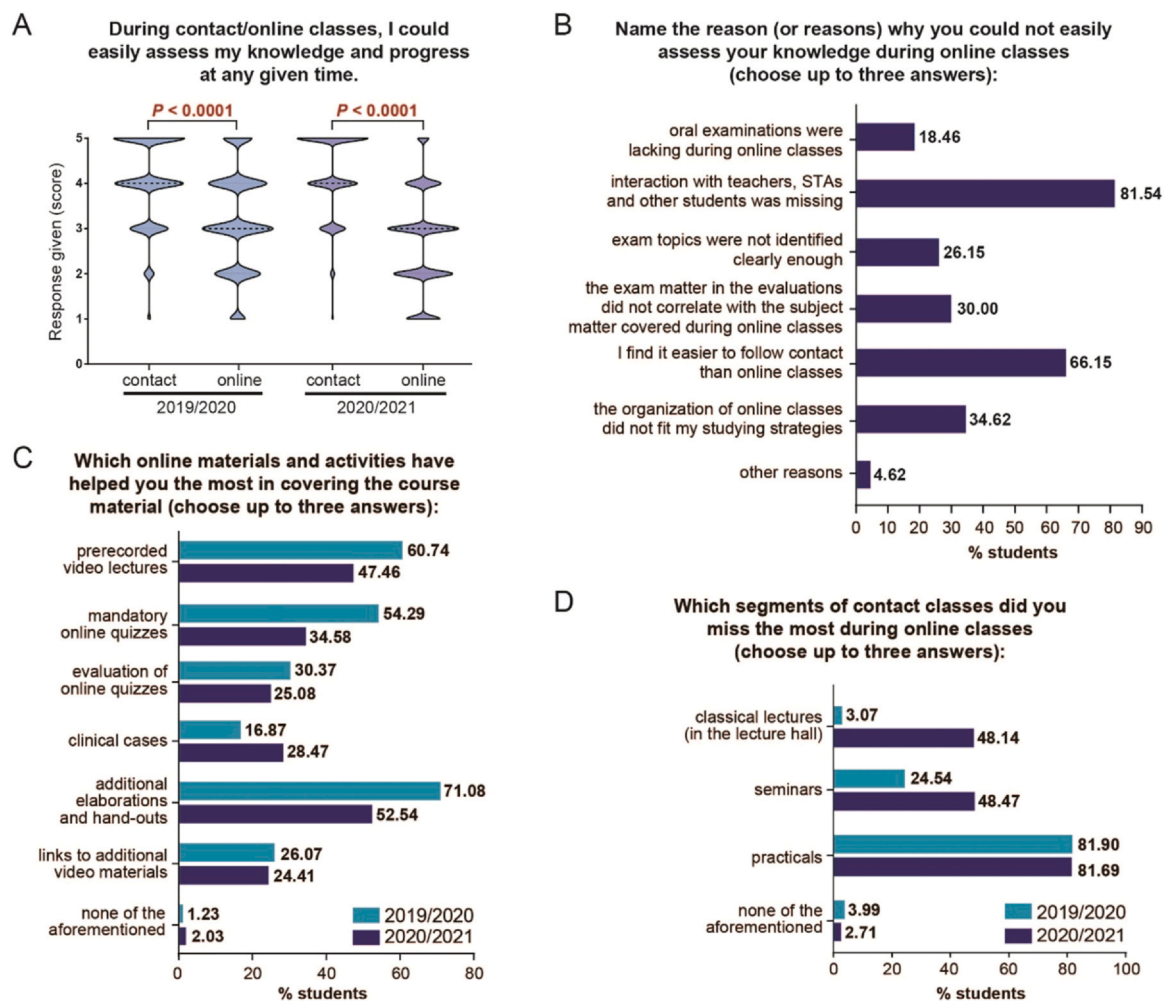 A
During contact/online classes, I could
easily assess my knowledge and progress
at any given time.
P < 0.0001
P < 0.0001
Response given (score)
5
4
3
2
1
0
contact
online
contact
online
2019/2020
2020/2021
B
Name the reason (or reasons) why you could not easily
assess your knowledge during online classes
(choose up to three answers):
oral examinations were
lacking during online classes
18.46
interaction with teachers, STAs
and other students was missing
81.54
exam topics were not identified
clearly enough
26.15
the exam matter in the evaluations
did not correlate with the subject
matter covered during online classes
30.00
I find it easier to follow contact
than online classes
66.15
the organization of online classes
did not fit my studying strategies
34.62
other reasons
4.62
0 10 20 30 40 50 60 70 80 90
% students
C
Which online materials and activities have
helped you the most in covering the course
material (choose up to three answers):
prerecorded
video lectures
60.74
47.46
mandatory
online quizzes
54.29
34.58
evaluation of
online quizzes
30.37
25.08
clinical cases
16.87
28.47
additional
elaborations
and hand-outs
71.08
52.54
links to additional
video materials
26.07
24.41
none of the
aforementioned
1.23
2.03
2019/2020
2020/2021
0 20 40 60 80
% students
D
Which segments of contact classes did you
miss the most during online classes
(choose up to three answers):
classical lectures
(in the lecture hall)
3.07
48.14
seminars
24.54
48.47
practicals
81.90
81.69
none of the
aforementioned
3.99
2.71
2019/2020
2020/2021
0 20 40 60 80 100
% students